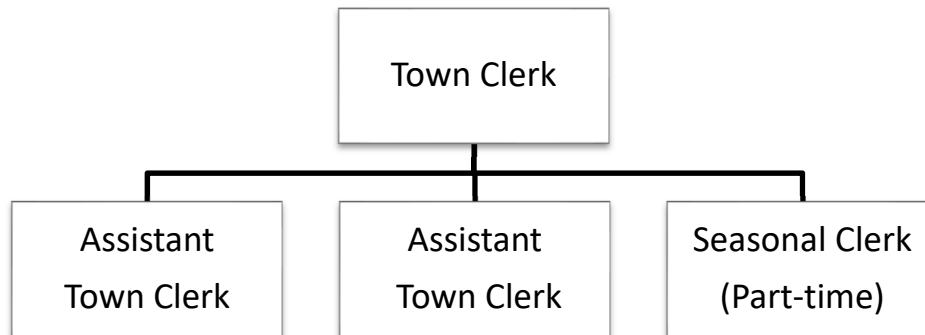 Town Clerk
Assistant
Town Clerk
Assistant
Town Clerk
Seasonal Clerk
(Part-time)